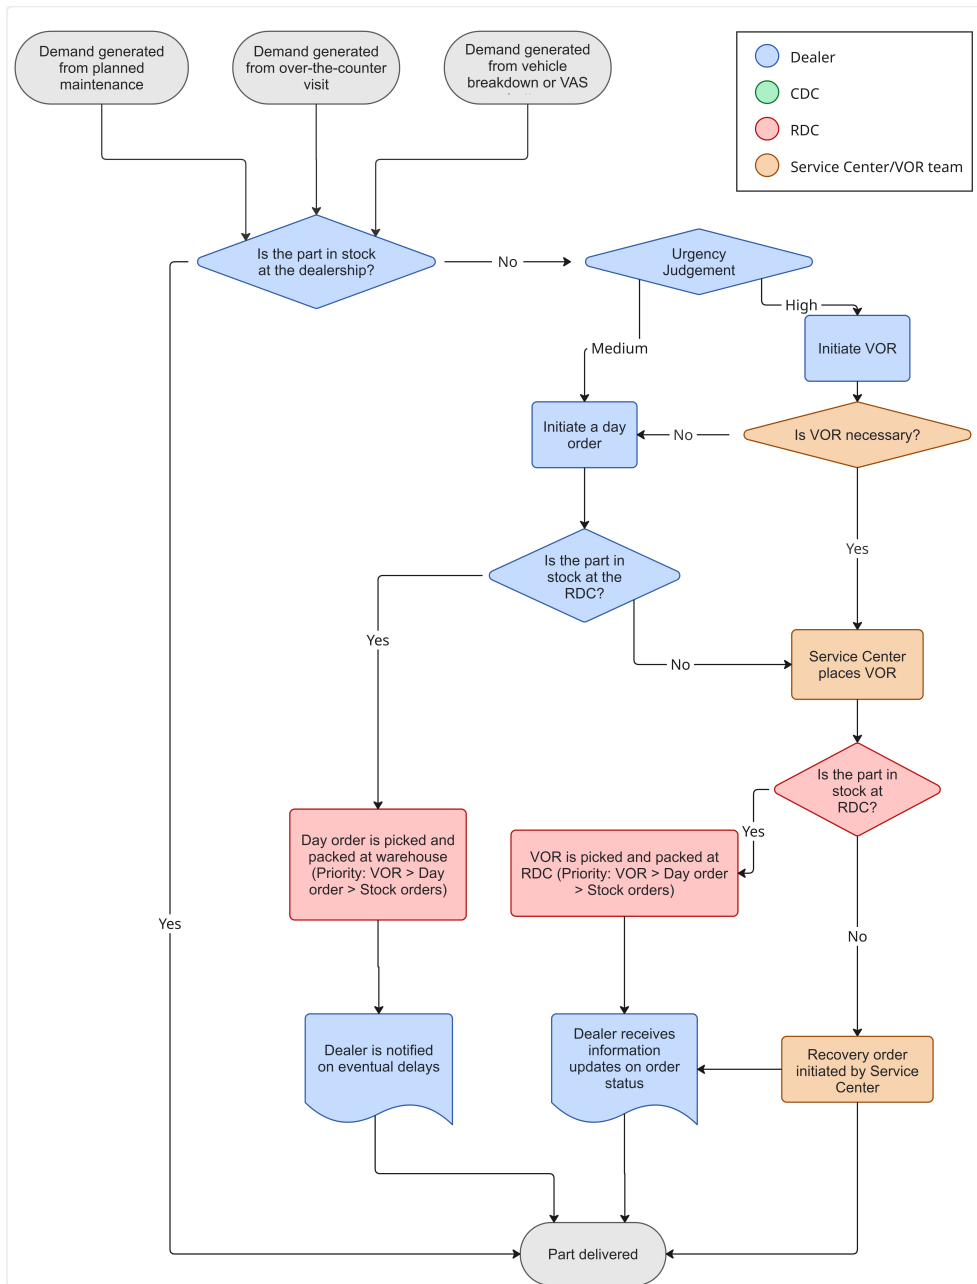 Demand generated
from planned
maintenance
Demand generated
from over-the-counter
visit
Demand generated
from vehicle
breakdown or VAS
Dealer
CDC
RDC
Service Center/VOR team
Is the part in stock
at the dealership?
No
Urgency
Judgement
High
Medium
Initiate VOR
Initiate a day
order
No
Is VOR necessary?
Yes
Is the part in
stock at the
RDC?
Yes
No
Service Center
places VOR
Is the part in
stock at
RDC?
Yes
Day order is picked and
packed at warehouse
(Priority: VOR > Day
order > Stock orders)
VOR is picked and packed at
RDC (Priority: VOR > Day order
> Stock orders)
Yes
No
Dealer is notified
on eventual delays
Dealer receives
information
updates on order
status
Recovery order
initiated by Service
Center
Part delivered